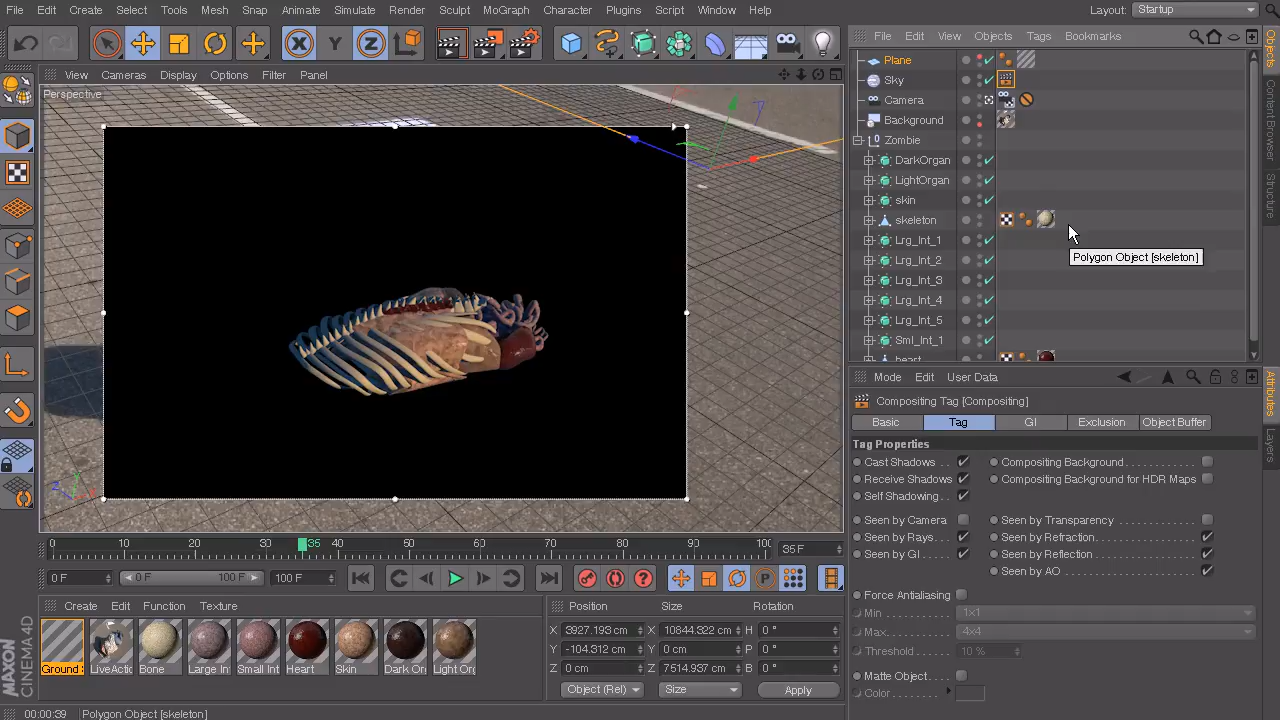 File Edit Create Select Tools Mesh Snap Animate Simulate Render Sculpt MoGraph Character Plugins Script Window Help Layout: Startup
X Y Z
File Edit View Objects Tags Bookmarks
View Cameras Display Options Filter Panel
Perspective
Plane
Sky
Camera
Background
Zombie
DarkOrgan
LightOrgan
skin
skeleton
Lrg_Int_1
Lrg_Int_2
Lrg_Int_3
Lrg_Int_4
Lrg_Int_5
Sml_Int_1
heart
Polygon Object [skeleton]
Objects
Content Browser
Structure
Mode Edit User Data
Compositing Tag [Compositing]
Basic Tag GI Exclusion Object Buffer
Tag Properties
Cast Shadows Compositing Background
Receive Shadows Compositing Background for HDR Maps
Self Shadowing
Seen by Camera Seen by Transparency
Seen by Rays Seen by Refraction
Seen by GI Seen by Reflection
Seen by AO
Force Antialiasing
Min 1x1
Max. 4x4
Threshold 10 %
Matte Object
Color
Attributes
Layers
0 10 20 30 35 40 50 60 70 80 90 100 35 F
0 F 0 F 100 F 100 F
P
Create Edit Function Texture
Ground LiveActi Bone Large In Small Int Heart Skin Dark Or Light Or
Position Size Rotation
X 3927.193 cm X 10844.322 cm H 0 °
Y -104.312 cm Y 0 cm P 0 °
Z 0 cm Z 7514.937 cm B 0 °
Object (Rel) Size Apply
MAXON CINEMA 4D
00:00:39 Polygon Object [skeleton]